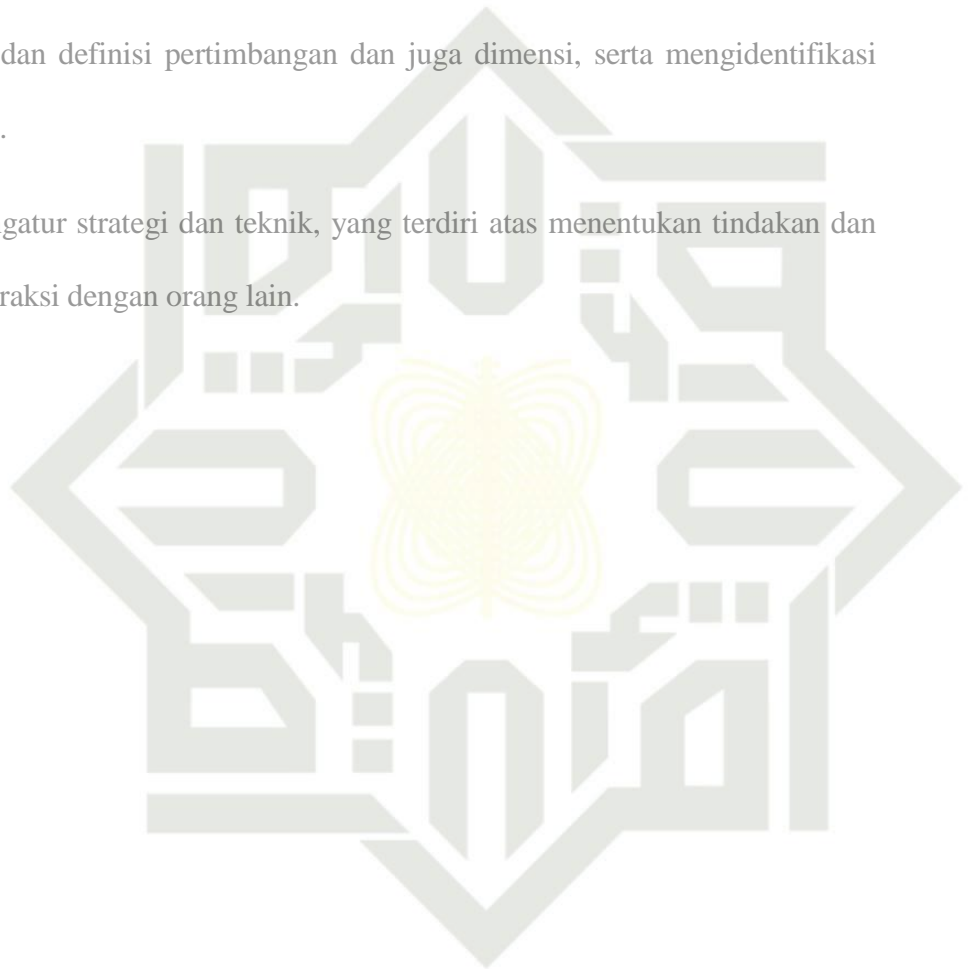 dan definisi pertimbangan dan juga dimensi, serta mengidentifikasi
.
gatur strategi dan teknik, yang terdiri atas menentukan tindakan dan
raksi dengan orang lain.